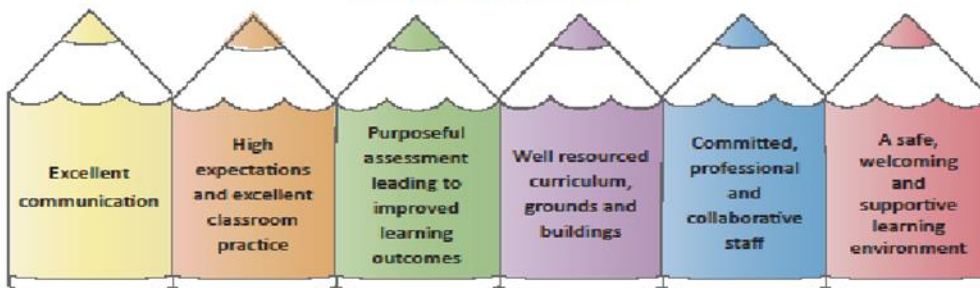 Excellent
communication
High
expectations
and excellent
classroom
practice
Purposeful
assessment
leading to
improved
learning
outcomes
Well resourced
curriculum,
grounds and
buildings
Committed,
professional
and
collaborative
staff
A safe,
welcoming
and
supportive
learning
environment